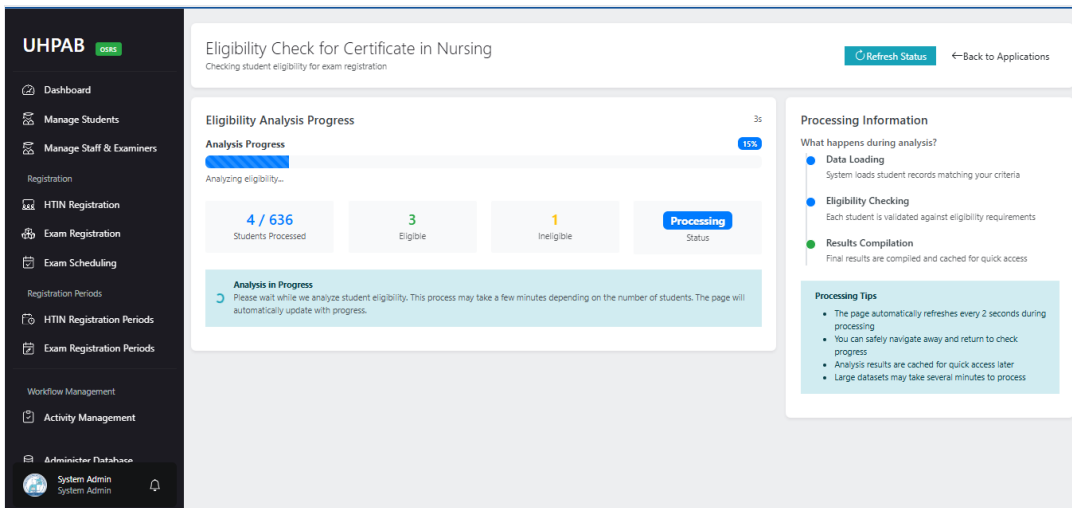 UHPAB OSRS
Dashboard
Manage Students
Manage Staff & Examiners
Registration
HTIN Registration
Exam Registration
Exam Scheduling
Registration Periods
HTIN Registration Periods
Exam Registration Periods
Workflow Management
Activity Management
Administer Database
System Admin
System Admin
Eligibility Check for Certificate in Nursing
Checking student eligibility for exam registration
Refresh Status
←Back to Applications
Eligibility Analysis Progress
3s
Analysis Progress
15%
Analyzing eligibility...
4 / 636
Students Processed
3
Eligible
1
Ineligible
Processing
Status
Analysis in Progress
Please wait while we analyze student eligibility. This process may take a few minutes depending on the number of students. The page will
automatically update with progress.
Processing Information
What happens during analysis?
Data Loading
System loads student records matching your criteria
Eligibility Checking
Each student is validated against eligibility requirements
Results Compilation
Final results are compiled and cached for quick access
Processing Tips
• The page automatically refreshes every 2 seconds during
processing
• You can safely navigate away and return to check
progress
• Analysis results are cached for quick access later
• Large datasets may take several minutes to process